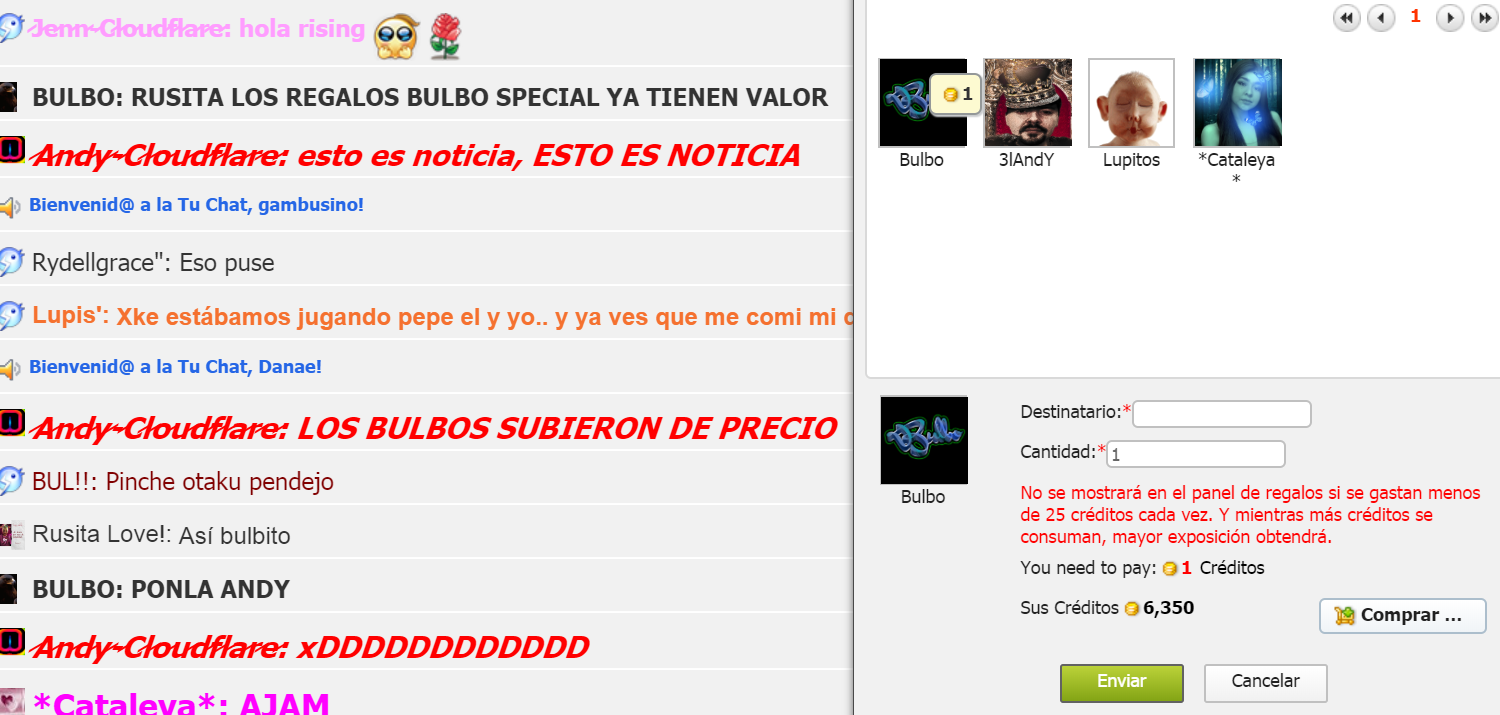 Jenn-Cloudflare: hola rising
BULBO: RUSITA LOS REGALOS BULBO SPECIAL YA TIENEN VALOR
Andy-Cloudflare: esto es noticia, ESTO ES NOTICIA
Bienvenid@ a la Tu Chat, gambusino!
Rydellgrace": Eso puse
Lupis': Xke estábamos jugando pepe el y yo.. y ya ves que me comi mi
Bienvenid@ a la Tu Chat, Danae!
Andy-Cloudflare: LOS BULBOS SUBIERON DE PRECIO
BUL!!: Pinche otaku pendejo
Rusita Love!: Así bulbito
BULBO: PONLA ANDY
Andy-Cloudflare: xDDDDDDDDDDDDD
*Cataleya*: AJAM
1
Bulbo
1
Bulbo
3lAndY
Lupitos
*Cataleya
*
Bulbo
Bulbo
Destinatario:*
Cantidad:* 1
No se mostrará en el panel de regalos si se gastan menos
de 25 créditos cada vez. Y mientras más créditos se
consuman, mayor exposición obtendrá.
You need to pay: 1 Créditos
Sus Créditos 6,350
Comprar ...
Enviar
Cancelar